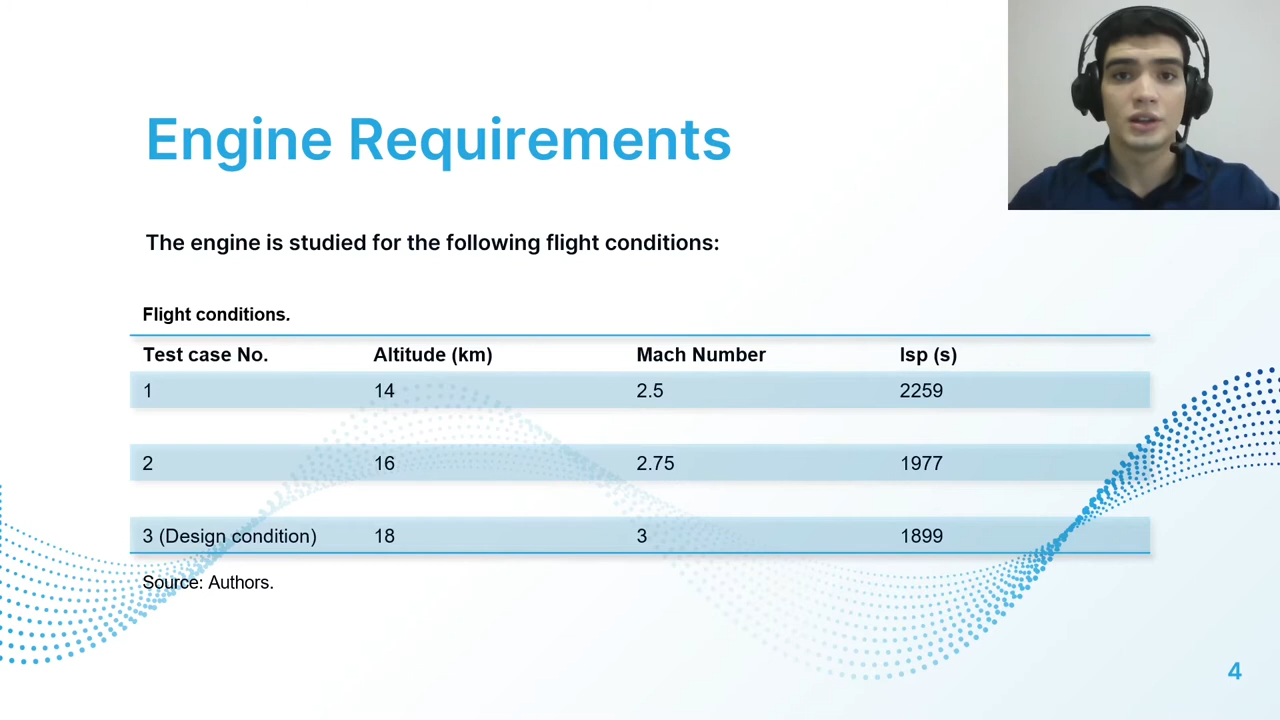 Engine Requirements
The engine is studied for the following flight conditions:
Flight conditions.
Test case No. Altitude (km) Mach Number Isp (s)
1 14 2.5 2259
2 16 2.75 1977
3 (Design condition) 18 3 1899
Source: Authors.
4